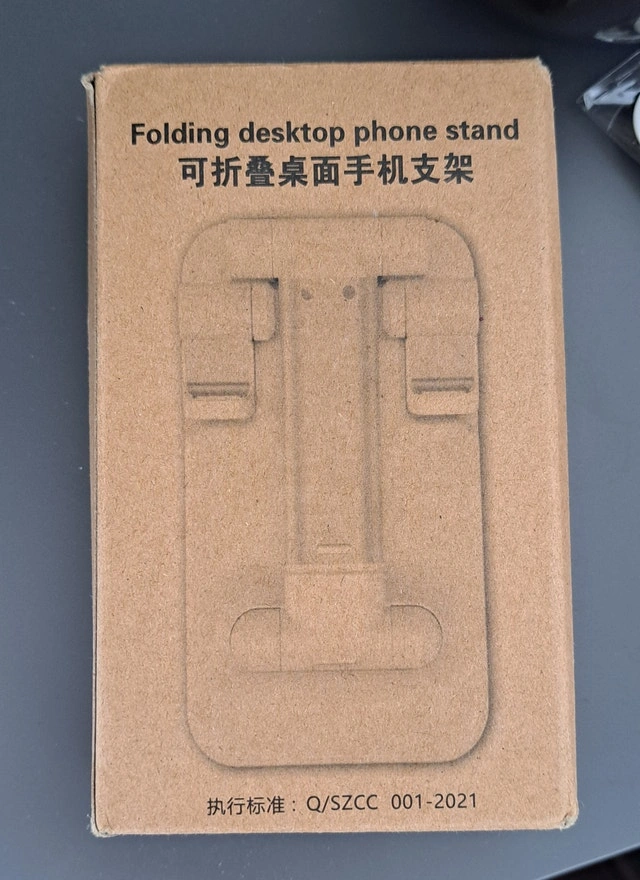 Folding desktop phone stand
可折叠桌面手机支架
执行标准：Q/SZCC 001-2021